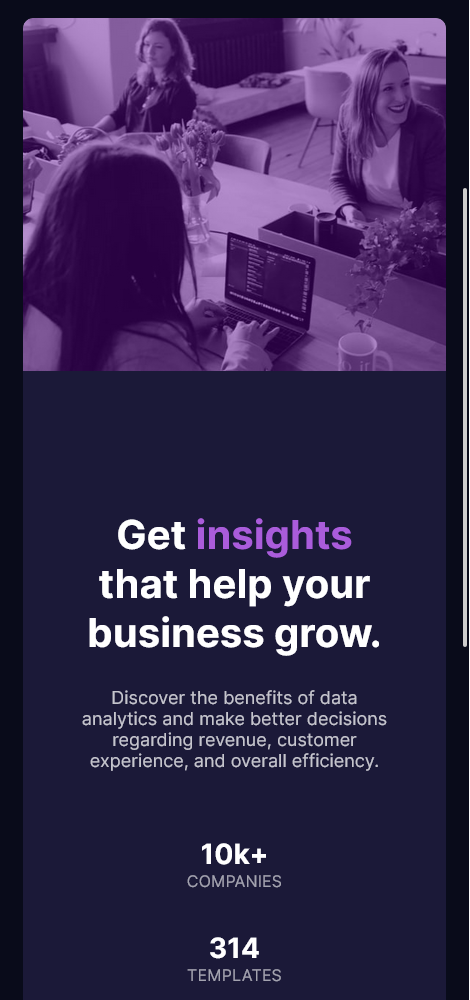 Get insights
that help your
business grow.
Discover the benefits of data
analytics and make better decisions
regarding revenue, customer
experience, and overall efficiency.
10k+
COMPANIES
314
TEMPLATES